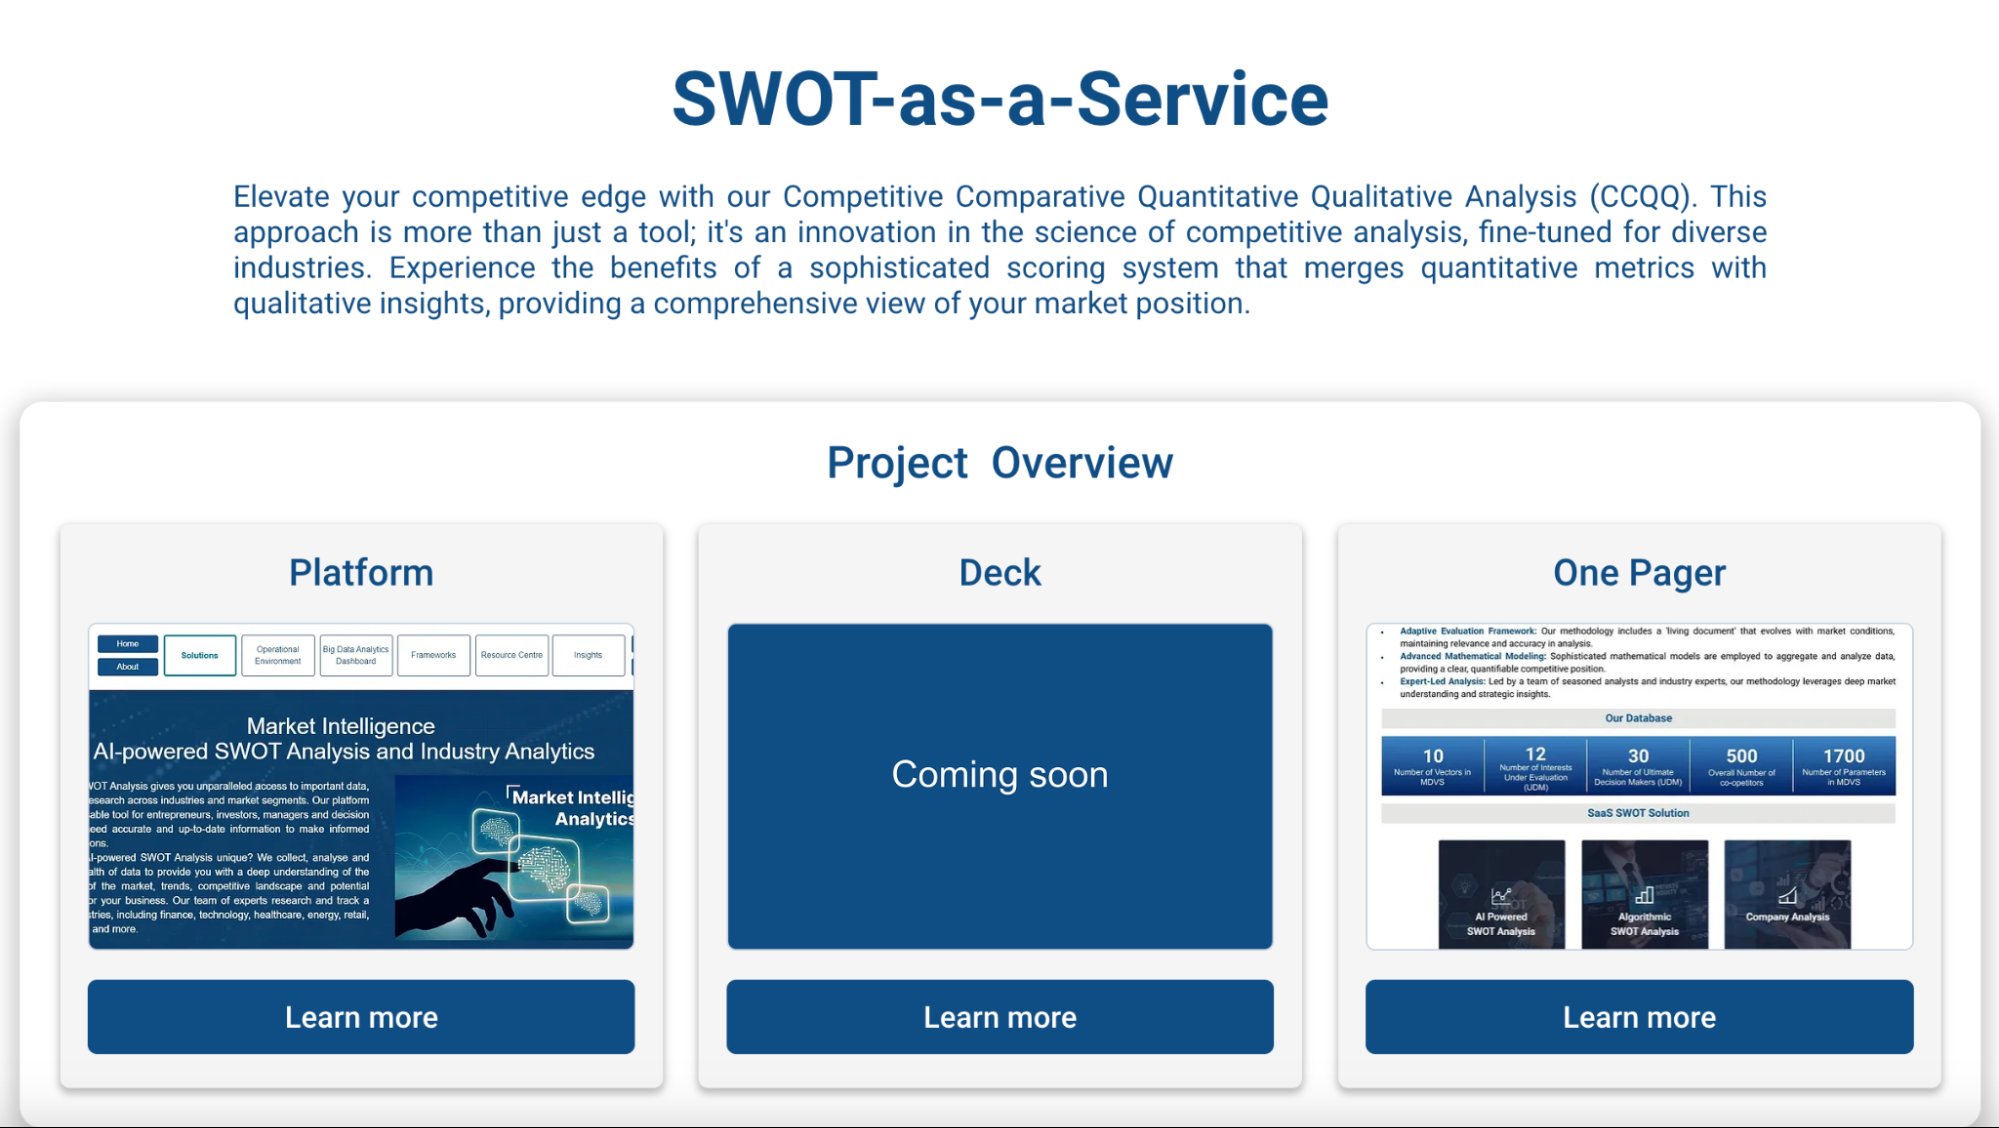 SWOT-as-a-Service
Elevate your competitive edge with our Competitive Comparative Quantitative Qualitative Analysis (CCQQ). This
approach is more than just a tool; it's an innovation in the science of competitive analysis, fine-tuned for diverse
industries. Experience the benefits of a sophisticated scoring system that merges quantitative metrics with
qualitative insights, providing a comprehensive view of your market position.
Project Overview
Platform
Home
About
Solutions
Operational
Environment
Big Data Analytics
Dashboard
Frameworks
Resource Centre
Insights
Market Intelligence
AI-powered SWOT Analysis and Industry Analytics
WOT Analysis gives you unparalleled access to important data,
esearch across industries and market segments. Our platform
able tool for entrepreneurs, investors, managers and decision
eed accurate and up-to-date information to make informed
ons.
I-powered SWOT Analysis unique? We collect, analyse and
alth of data to provide you with a deep understanding of the
of the market, trends, competitive landscape and potential
or your business. Our team of experts research and track a
tries, including finance, technology, healthcare, energy, retail,
and more.
Market Intellig
Analytics
Learn more
Deck
Coming soon
Learn more
One Pager
• Adaptive Evaluation Framework: Our methodology includes a 'living document' that evolves with market conditions,
maintaining relevance and accuracy in analysis.
• Advanced Mathematical Modeling: Sophisticated mathematical models are employed to aggregate and analyze data,
providing a clear, quantifiable competitive position.
• Expert-Led Analysis: Led by a team of seasoned analysts and industry experts, our methodology leverages deep market
understanding and strategic insights.
Our Database
10
Number of Vectors in
MDVS
12
Number of Interests
Under Evaluation
(UDM)
30
Number of Ultimate
Decision Makers (UDM)
500
Overall Number of
co-opetitors
1700
Number of Parameters
in MDVS
SaaS SWOT Solution
AI Powered
SWOT Analysis
Algorithmic
SWOT Analysis
Company Analysis
Learn more